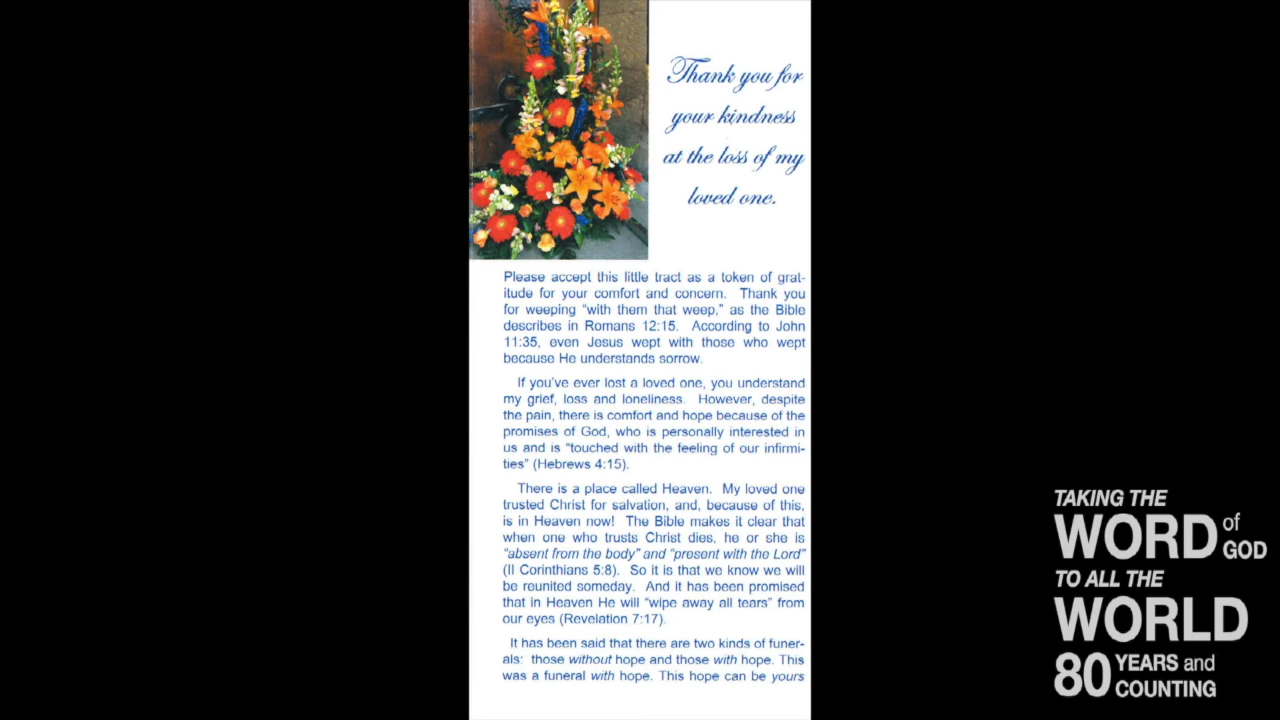 Thank you for
your kindness
at the loss of my
loved one.
Please accept this little tract as a token of grat-
itude for your comfort and concern. Thank you
for weeping “with them that weep,” as the Bible
describes in Romans 12:15. According to John
11:35, even Jesus wept with those who wept
because He understands sorrow.
If you’ve ever lost a loved one, you understand
my grief, loss and loneliness. However, despite
the pain, there is comfort and hope because of the
promises of God, who is personally interested in
us and is “touched with the feeling of our infirmi-
ties” (Hebrews 4:15).
There is a place called Heaven. My loved one
trusted Christ for salvation, and, because of this,
is in Heaven now! The Bible makes it clear that
when one who trusts Christ dies, he or she is
“absent from the body” and “present with the Lord”
(II Corinthians 5:8). So it is that we know we will
be reunited someday. And it has been promised
that in Heaven He will “wipe away all tears” from
our eyes (Revelation 7:17).
It has been said that there are two kinds of funer-
als: those without hope and those with hope. This
was a funeral with hope. This hope can be yours
TAKING THE
WORD of GOD
TO ALL THE
WORLD
80 YEARS and COUNTING